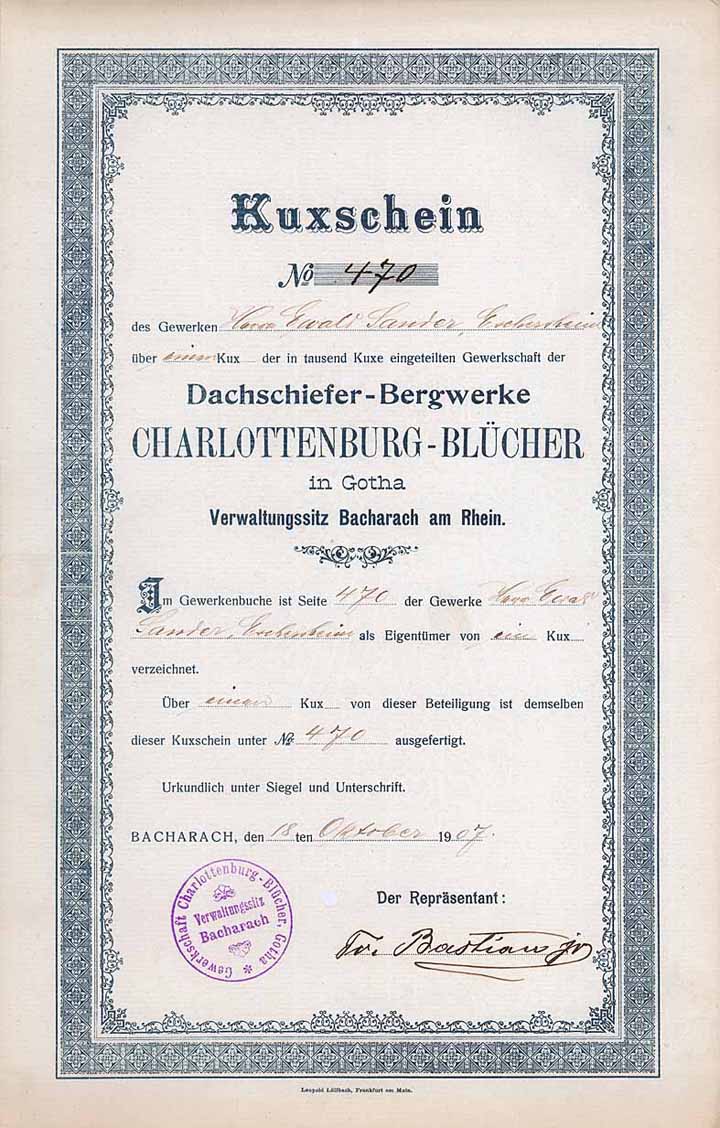 Kuxschein
No 470
des Gewerken Herrn Ewald Sander, Eschersheim
über einen Kux der in tausend Kuxe eingeteilten Gewerkschaft der
Dachschiefer-Bergwerke
CHARLOTTENBURG-BLÜCHER
in Gotha
Verwaltungssitz Bacharach am Rhein.
Im Gewerkenbuche ist Seite 470 der Gewerke Herr Ewald
Sander, Eschersheim als Eigentümer von ein Kux
verzeichnet.
Über einen Kux von dieser Beteiligung ist demselben
dieser Kuxschein unter No. 470 ausgefertigt.
Urkundlich unter Siegel und Unterschrift.
BACHARACH, den 18ten Oktober 1907.
Der Repräsentant:
Fr. Bastian jr
Gewerkschaft Charlottenburg-Blücher, Gotha
Verwaltungssitz
Bacharach
Leopold Löllbach, Frankfurt am Main.